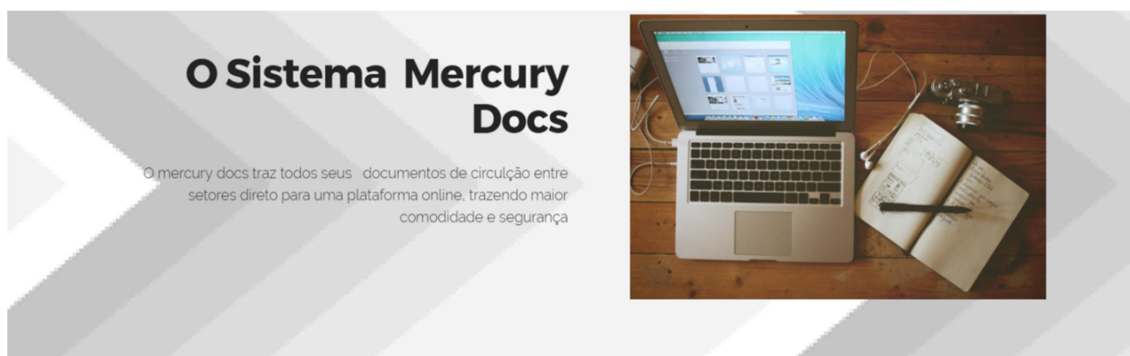 O Sistema Mercury
Docs
O mercury docs traz todos seus documentos de circulção entre
setores direto para uma plataforma online, trazendo maior
comodidade e segurança